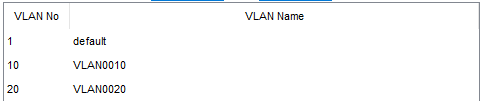 VLAN No VLAN Name
1 default
10 VLAN0010
20 VLAN0020